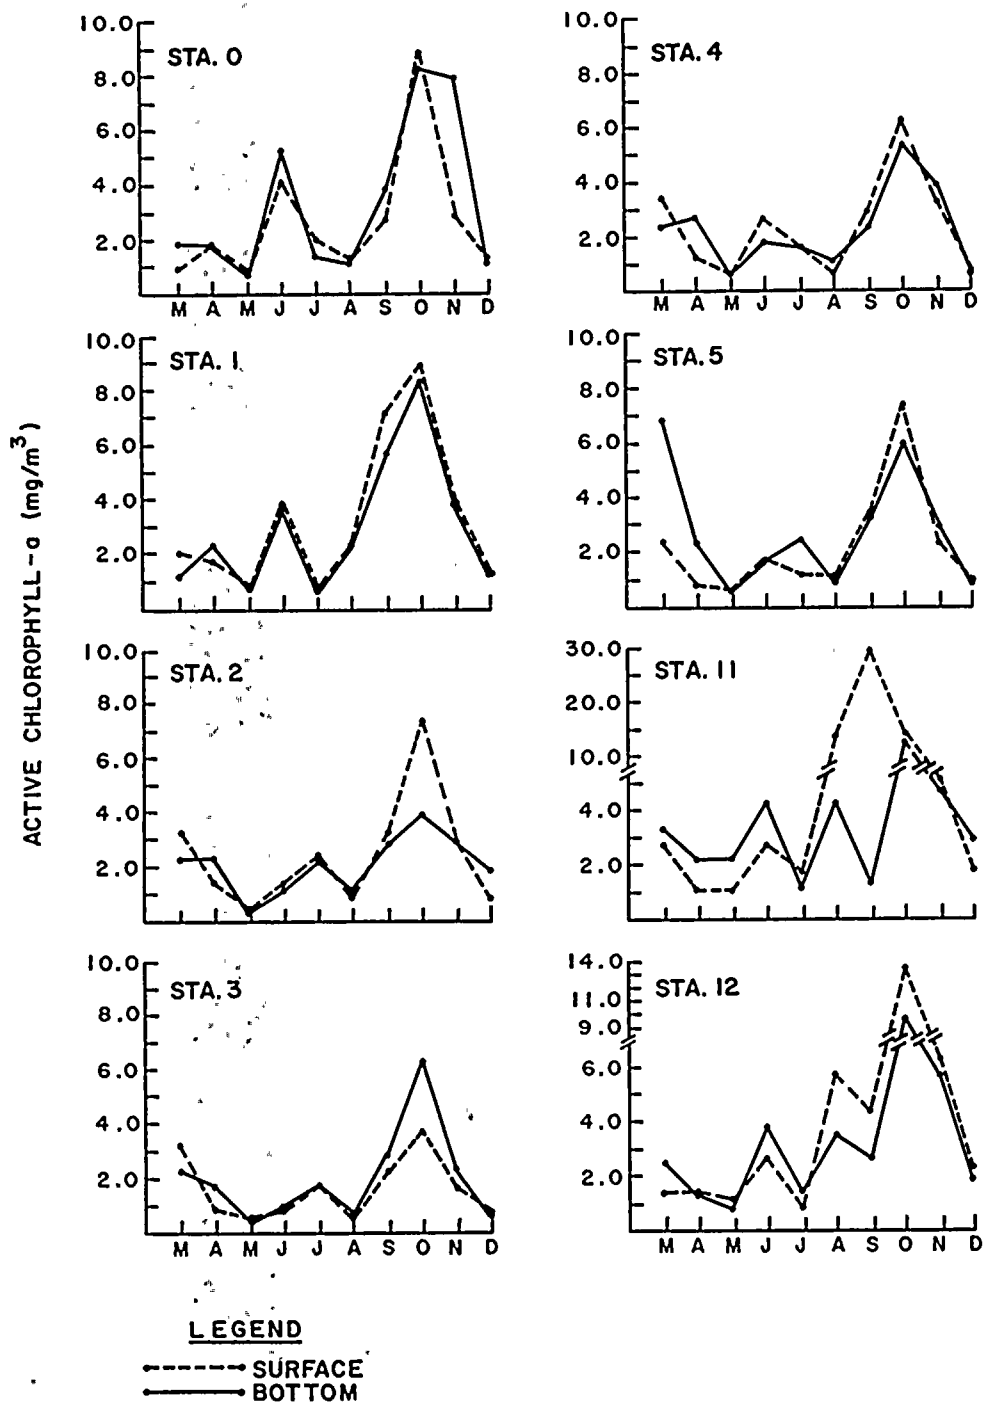 ACTIVE CHLOROPHYLL-a (mg/m³)
STA. 0
10.0
8.0
6.0
4.0
2.0
M A M J J A S O N D
STA. 1
10.0
8.0
6.0
4.0
2.0
STA. 2
10.0
8.0
6.0
4.0
2.0
STA. 3
10.0
8.0
6.0
4.0
2.0
M A M J J A S O N D
STA. 4
10.0
8.0
6.0
4.0
2.0
M A M J J A S O N D
STA. 5
10.0
8.0
6.0
4.0
2.0
STA. 11
30.0
20.0
10.0
4.0
2.0
STA. 12
14.0
11.0
9.0
6.0
4.0
2.0
M A M J J A S O N D
LEGEND
SURFACE
BOTTOM